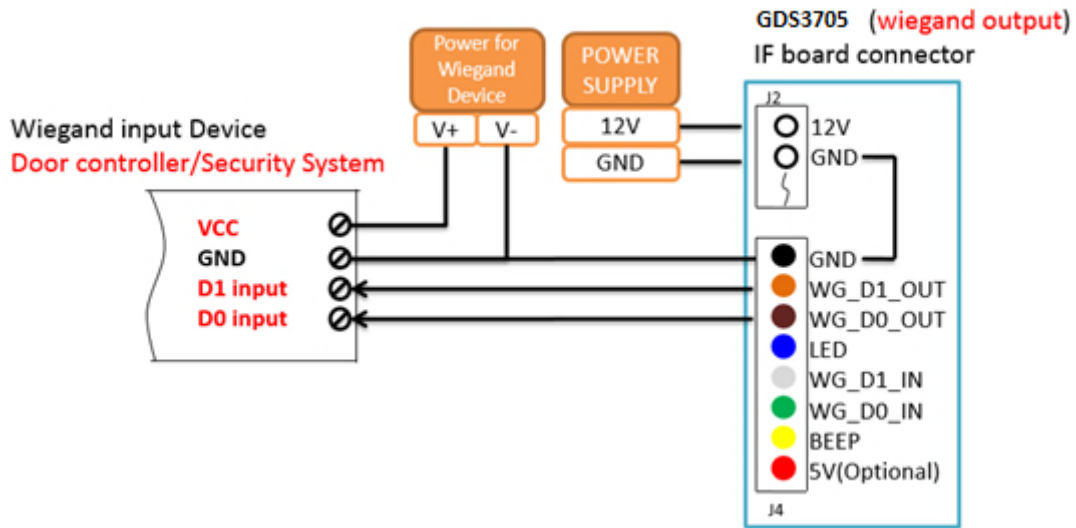 GDS3705 (wiegand output)
IF board connector
Power for
Wiegand
Device
V+ V-
POWER
SUPPLY
12V
GND
Wiegand input Device
Door controller/Security System
VCC
GND
D1 input
D0 input
J2
12V
GND
GND
WG_D1_OUT
WG_D0_OUT
LED
WG_D1_IN
WG_D0_IN
BEEP
5V(Optional)
J4